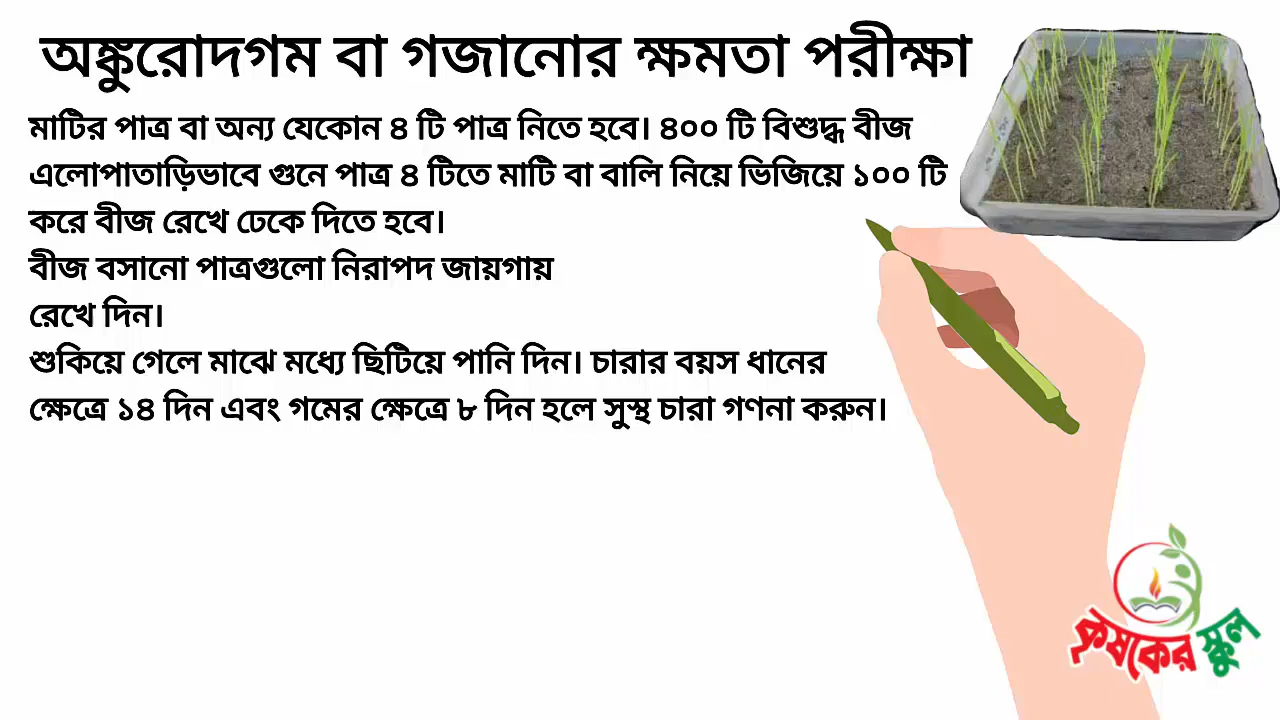 অঙ্কুরোদগম বা গজানোর ক্ষমতা পরীক্ষা
মাটির পাত্র বা অন্য যেকোন ৪ টি পাত্র নিতে হবে। ৪০০ টি বিশুদ্ধ বীজ
এলোপাতাড়িভাবে গুনে পাত্র ৪ টিতে মাটি বা বালি নিয়ে ভিজিয়ে ১০০ টি
করে বীজ রেখে ঢেকে দিতে হবে।
বীজ বসানো পাত্রগুলো নিরাপদ জায়গায়
রেখে দিন।
শুকিয়ে গেলে মাঝে মধ্যে ছিটিয়ে পানি দিন। চারার বয়স ধানের
ক্ষেত্রে ১৪ দিন এবং গমের ক্ষেত্রে ৮ দিন হলে সুস্থ চারা গণনা করুন।
কৃষকের স্কুল